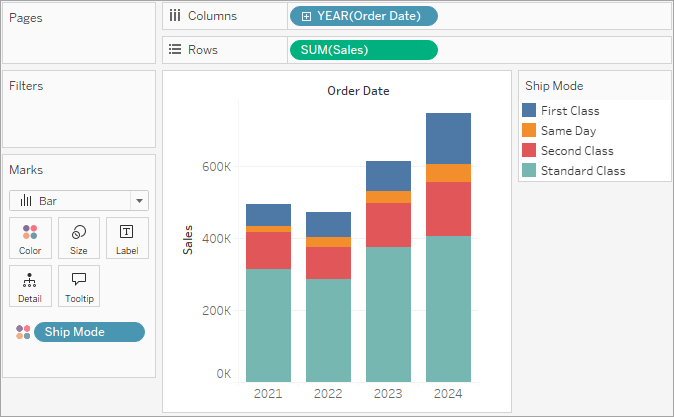 Pages
Columns
YEAR(Order Date)
Rows
SUM(Sales)
Filters
Marks
Bar
Color
Size
Label
Detail
Tooltip
Ship Mode
Order Date
Sales
600K
400K
200K
0K
2021
2022
2023
2024
Ship Mode
First Class
Same Day
Second Class
Standard Class